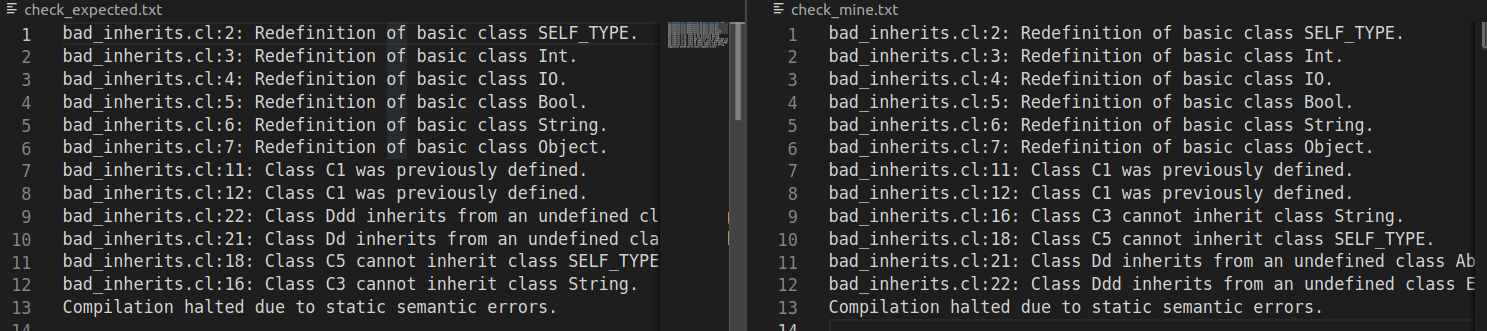 check_expected.txt
1 bad_inherits.cl:2: Redefinition of basic class SELF_TYPE.
2 bad_inherits.cl:3: Redefinition of basic class Int.
3 bad_inherits.cl:4: Redefinition of basic class IO.
4 bad_inherits.cl:5: Redefinition of basic class Bool.
5 bad_inherits.cl:6: Redefinition of basic class String.
6 bad_inherits.cl:7: Redefinition of basic class Object.
7 bad_inherits.cl:11: Class C1 was previously defined.
8 bad_inherits.cl:12: Class C1 was previously defined.
9 bad_inherits.cl:22: Class Ddd inherits from an undefined cl
10 bad_inherits.cl:21: Class Dd inherits from an undefined cla
11 bad_inherits.cl:18: Class C5 cannot inherit class SELF_TYPE
12 bad_inherits.cl:16: Class C3 cannot inherit class String.
13 Compilation halted due to static semantic errors.
14
check_mine.txt
1 bad_inherits.cl:2: Redefinition of basic class SELF_TYPE.
2 bad_inherits.cl:3: Redefinition of basic class Int.
3 bad_inherits.cl:4: Redefinition of basic class IO.
4 bad_inherits.cl:5: Redefinition of basic class Bool.
5 bad_inherits.cl:6: Redefinition of basic class String.
6 bad_inherits.cl:7: Redefinition of basic class Object.
7 bad_inherits.cl:11: Class C1 was previously defined.
8 bad_inherits.cl:12: Class C1 was previously defined.
9 bad_inherits.cl:16: Class C3 cannot inherit class String.
10 bad_inherits.cl:18: Class C5 cannot inherit class SELF_TYPE.
11 bad_inherits.cl:21: Class Dd inherits from an undefined class Ab
12 bad_inherits.cl:22: Class Ddd inherits from an undefined class E
13 Compilation halted due to static semantic errors.
14